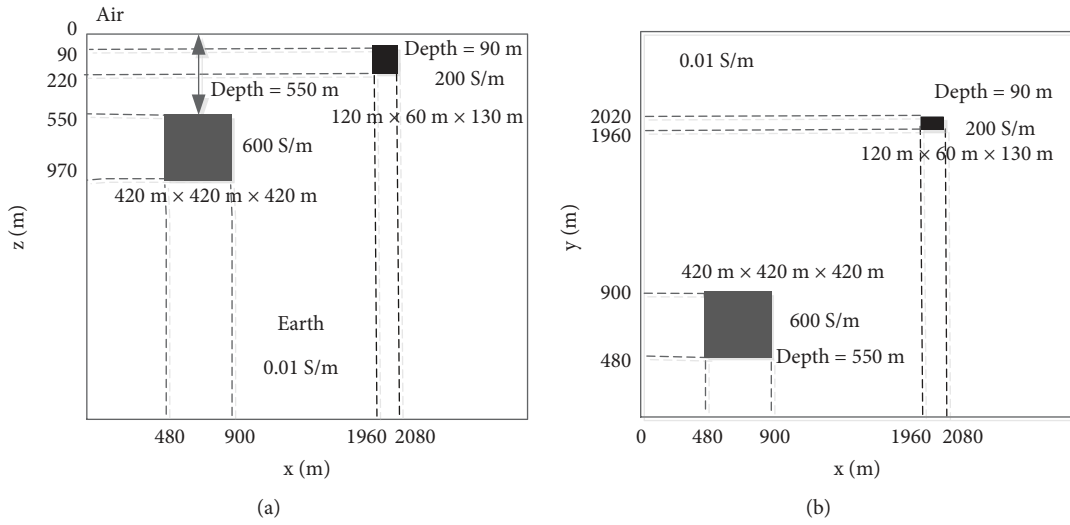 Air
0
90
220
550
970
z (m)
Depth = 90 m
200 S/m
Depth = 550 m
120 m × 60 m × 130 m
600 S/m
420 m × 420 m × 420 m
Earth
0.01 S/m
480
900
1960
2080
x (m)
(a)
0.01 S/m
Depth = 90 m
2020
1960
200 S/m
120 m × 60 m × 130 m
y (m)
420 m × 420 m × 420 m
900
600 S/m
480
Depth = 550 m
0
480
900
1960
2080
x (m)
(b)